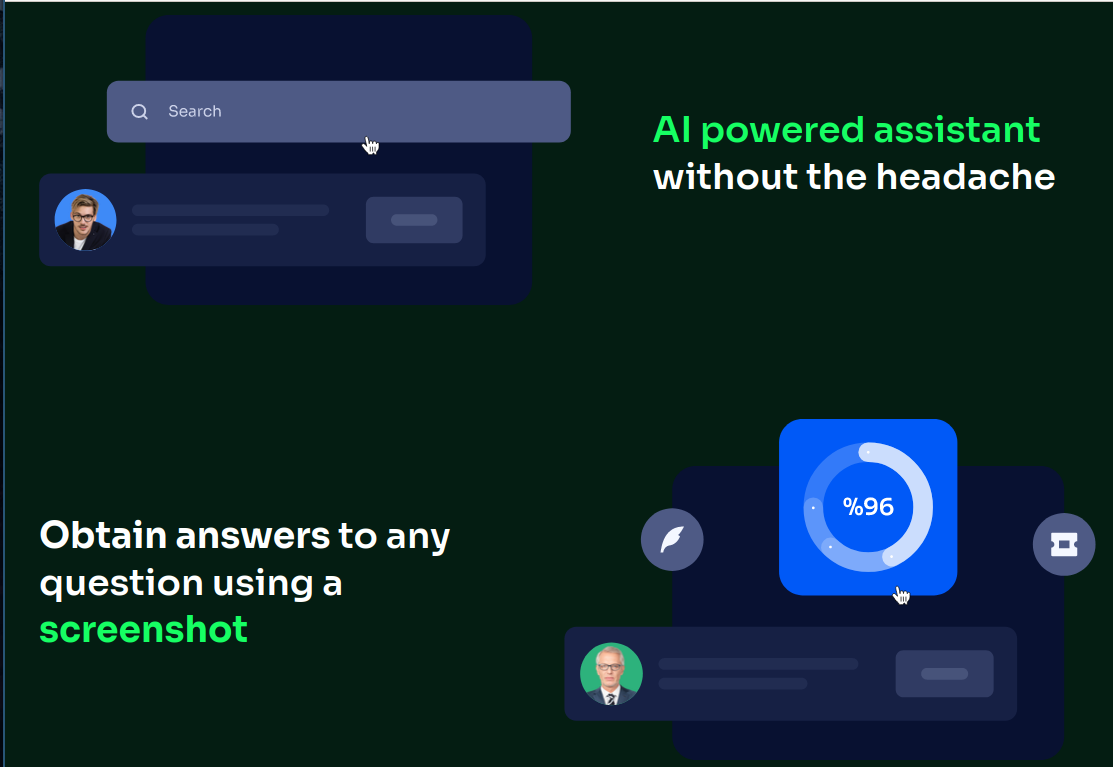 Search
AI powered assistant
without the headache
%96
Obtain answers to any
question using a
screenshot